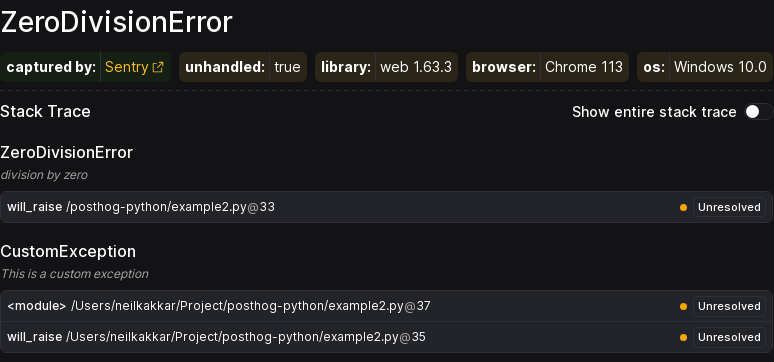 ZeroDivisionError
captured by: Sentry unhandled: true library: web 1.63.3 browser: Chrome 113 os: Windows 10.0
Stack Trace Show entire stack trace
ZeroDivisionError
division by zero
will_raise /posthog-python/example2.py@33 Unresolved
CustomException
This is a custom exception
<module> /Users/neilkakkar/Project/posthog-python/example2.py@37 Unresolved
will_raise /Users/neilkakkar/Project/posthog-python/example2.py@35 Unresolved